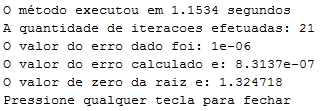 O método executou em 1.1534 segundos
A quantidade de iteracoes efetuadas: 21
O valor do erro dado foi: 1e-06
O valor do erro calculado e: 8.3137e-07
O valor de zero da raiz e: 1.324718
Pressione qualquer tecla para fechar